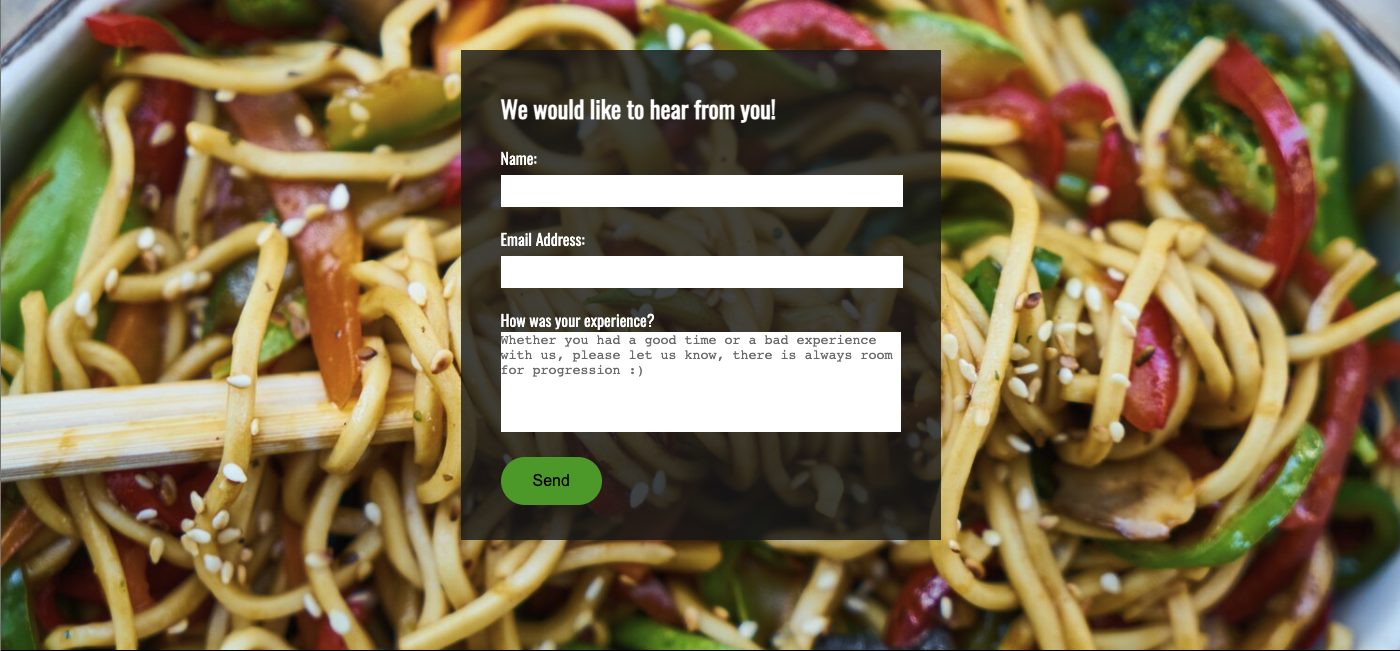 We would like to hear from you!
Name:
Email Address:
How was your experience?
Whether you had a good time or a bad experience
with us, please let us know, there is always room
for progression :)
Send